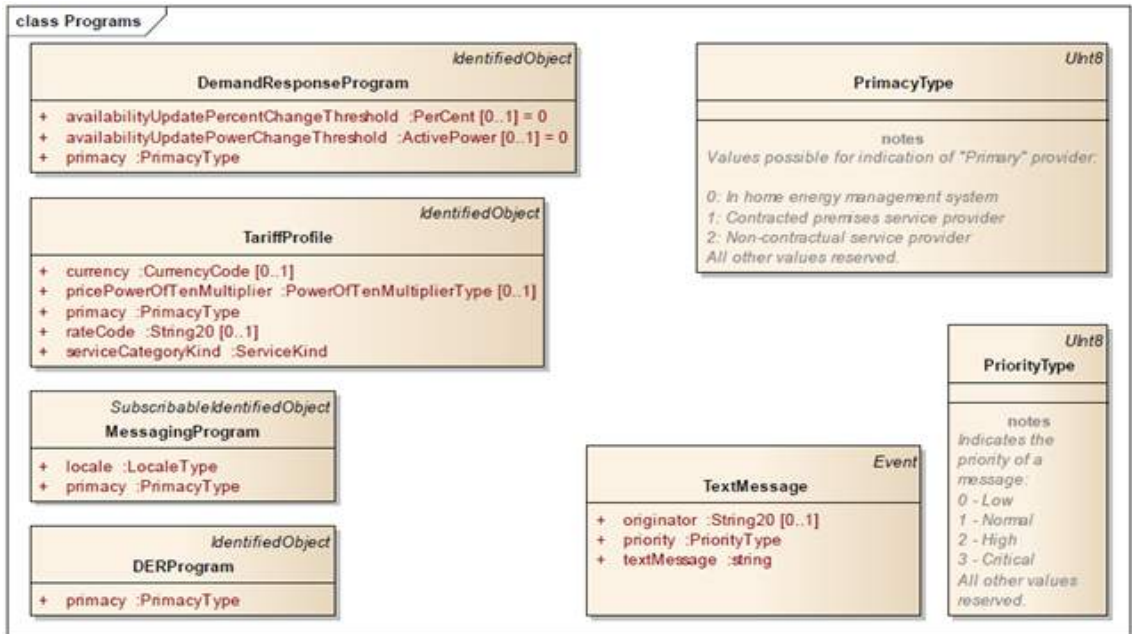 class Programs
IdentifiedObject
DemandResponseProgram
+ availabilityUpdatePercentChangeThreshold :PerCent [0..1] = 0
+ availabilityUpdatePowerChangeThreshold :ActivePower [0..1] = 0
+ primacy :PrimacyType
UInt8
PrimacyType
notes
Values possible for indication of "Primary" provider:
0: In home energy management system
1: Contracted premises service provider
2: Non-contractual service provider
All other values reserved.
IdentifiedObject
TariffProfile
+ currency :CurrencyCode [0..1]
+ pricePowerOfTenMultiplier :PowerOfTenMultiplierType [0..1]
+ primacy :PrimacyType
+ rateCode :String20 [0..1]
+ serviceCategoryKind :ServiceKind
UInt8
PriorityType
notes
Indicates the
priority of a
message:
0 - Low
1 - Normal
2 - High
3 - Critical
All other values
reserved.
SubscribableIdentifiedObject
MessagingProgram
+ locale :LocaleType
+ primacy :PrimacyType
Event
TextMessage
+ originator :String20 [0..1]
+ priority :PriorityType
+ textMessage :string
IdentifiedObject
DERProgram
+ primacy :PrimacyType